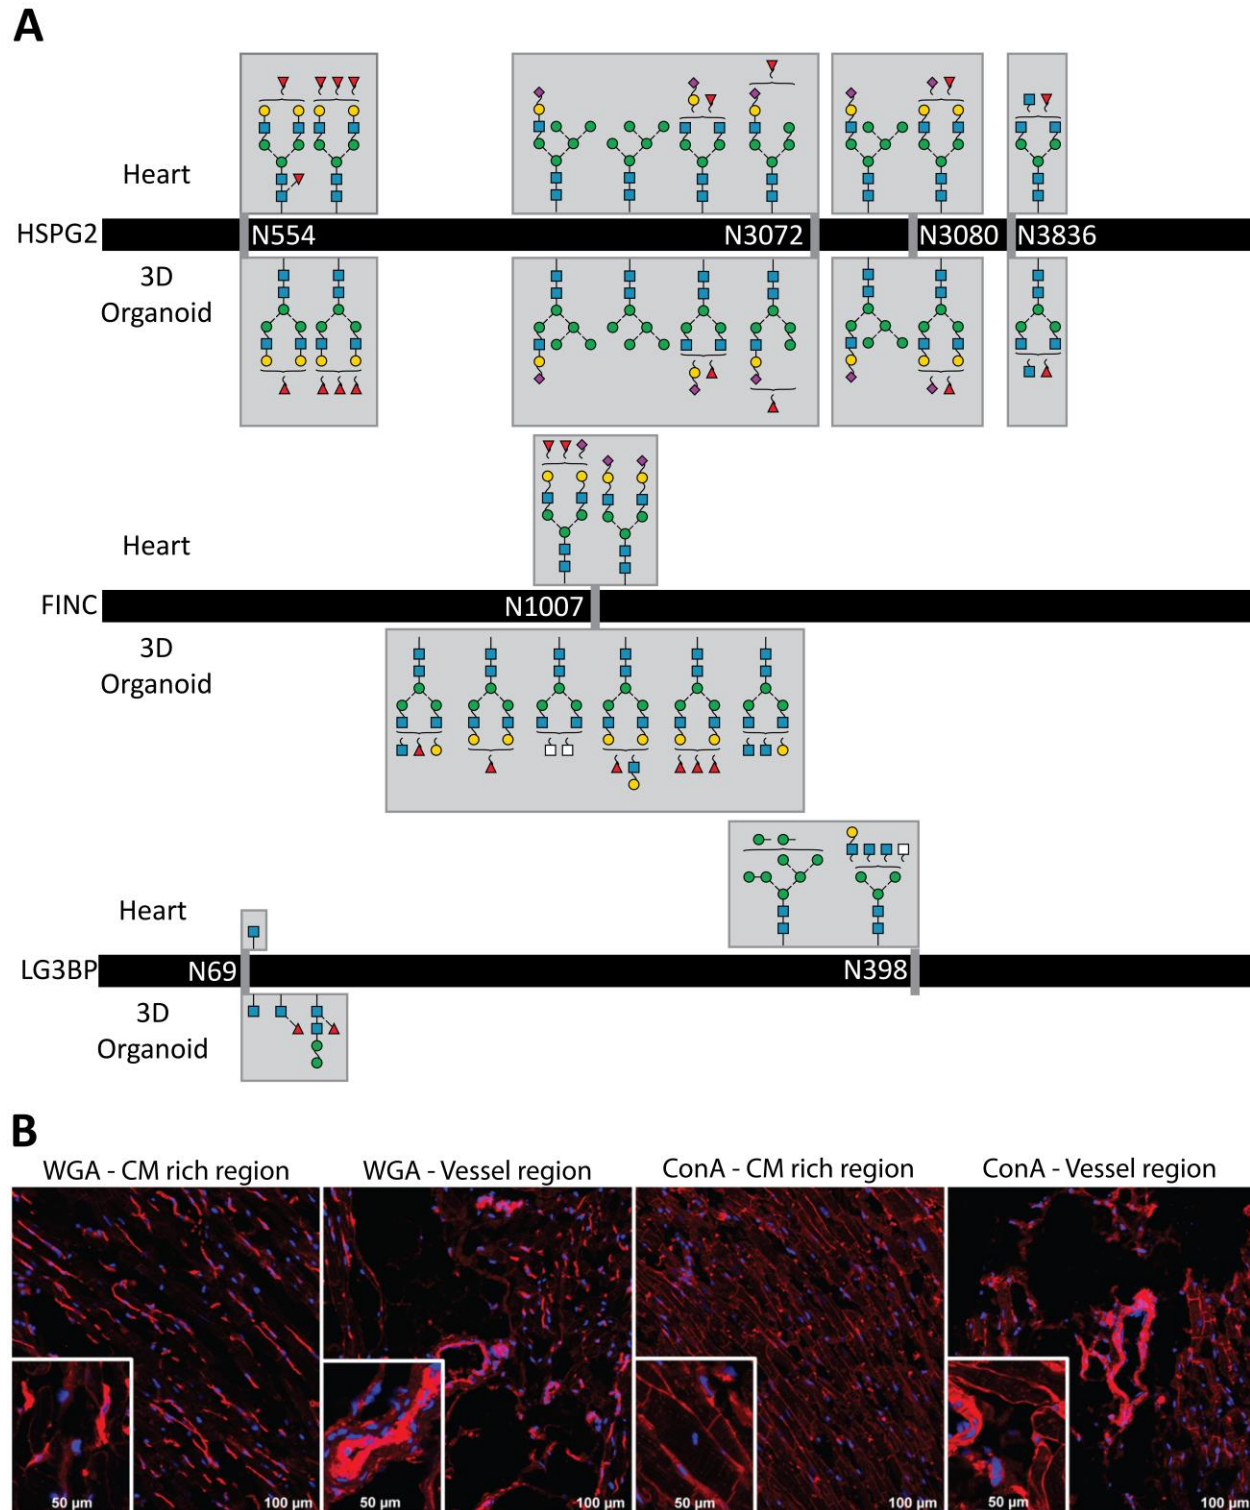 A
Heart
HSPG2 N554 N3072 N3080 N3836
3D
Organoid
Heart
FINC N1007
3D
Organoid
Heart
LG3BP N69 N398
3D
Organoid
B
WGA - CM rich region WGA - Vessel region ConA - CM rich region ConA - Vessel region
50 µm 100 µm 50 µm 100 µm 50 µm 100 µm 50 µm 100 µm